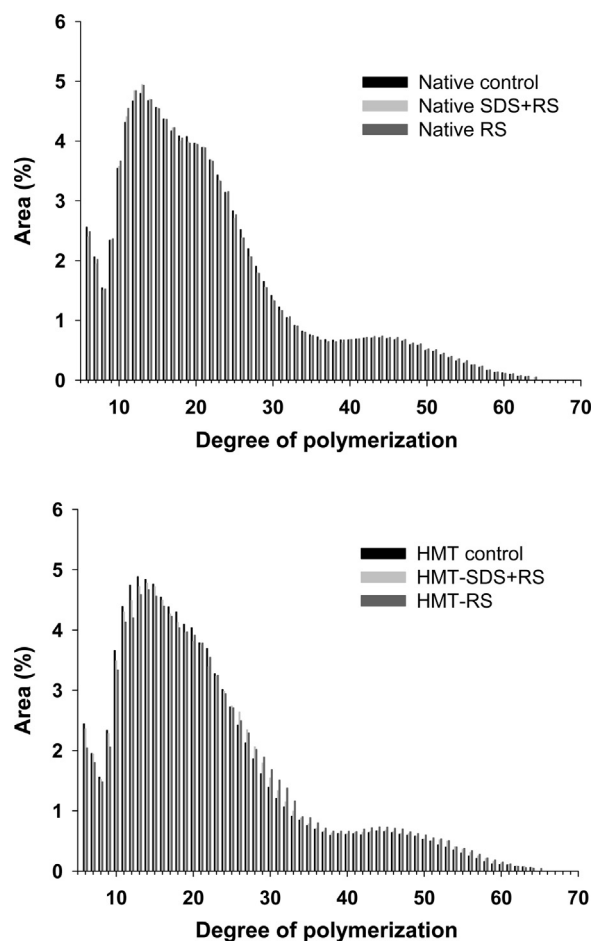 6
5
4
3
2
1
0
Area (%)
Native control
Native SDS+RS
Native RS
10 20 30 40 50 60 70
Degree of polymerization
6
5
4
3
2
1
0
Area (%)
HMT control
HMT-SDS+RS
HMT-RS
10 20 30 40 50 60 70
Degree of polymerization